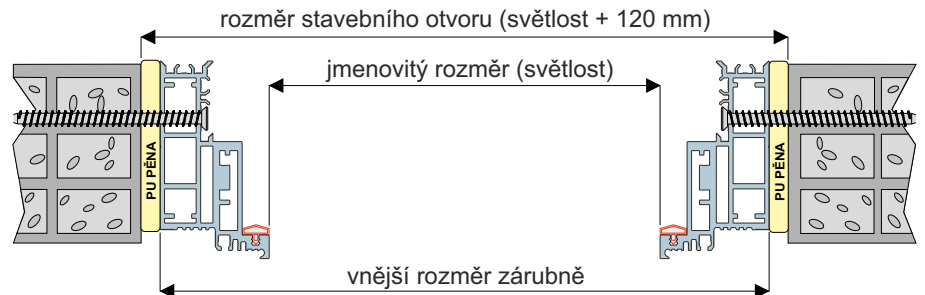 rozměr stavebního otvoru (světlost + 120 mm)
jmenovitý rozměr (světlost)
PU PĚNA
PU PĚNA
vnější rozměr zárubně